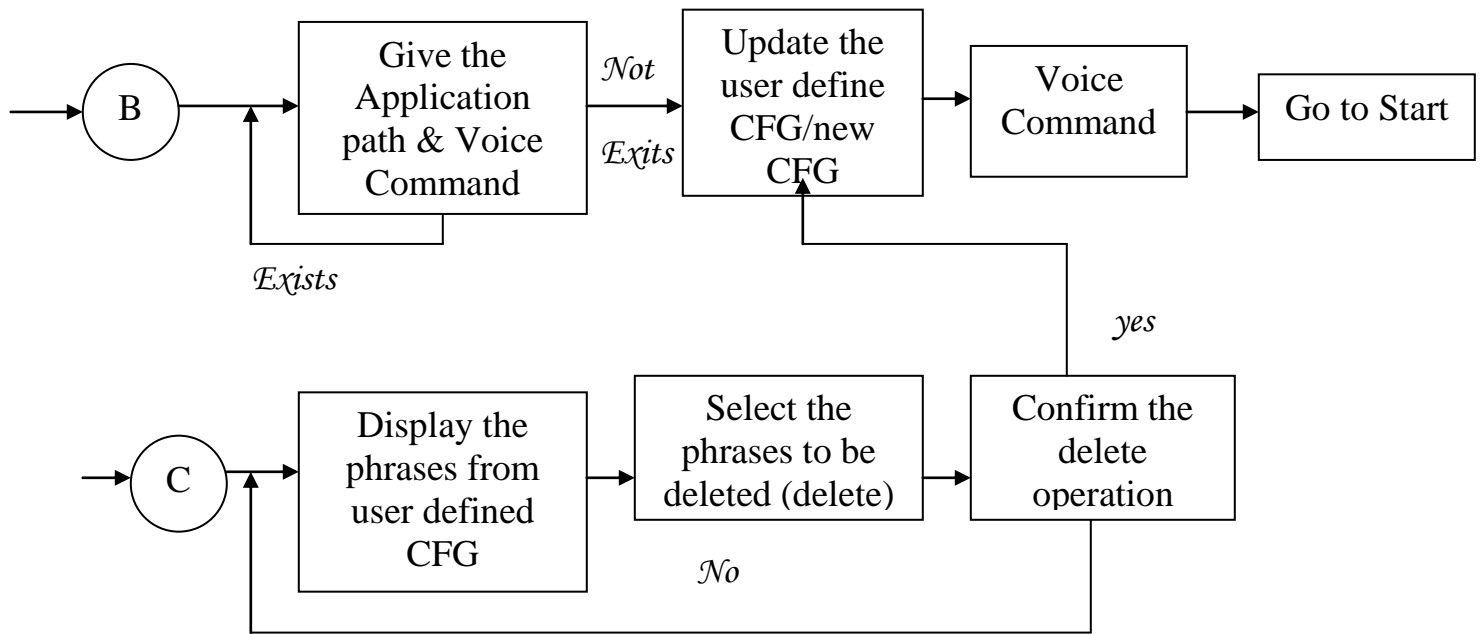 B
Give the
Application
path & Voice
Command
Not
Exits
Exists
Update the
user define
CFG/new
CFG
Voice
Command
Go to Start
yes
C
Display the
phrases from
user defined
CFG
Select the
phrases to be
deleted (delete)
Confirm the
delete
operation
No